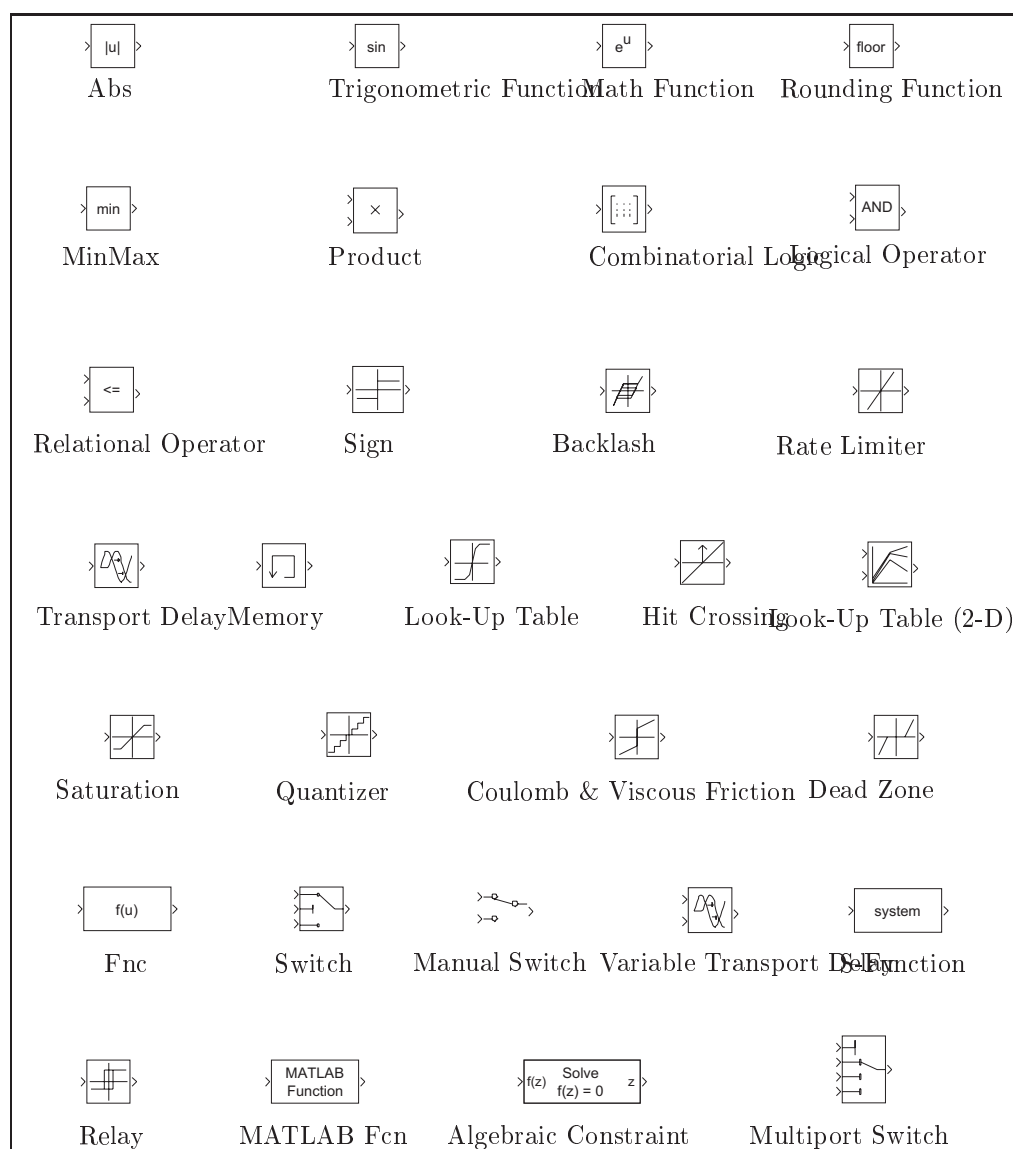 |u| sin e^u floor
Abs Trigonometric Function Math Function Rounding Function
min × AND
MinMax Product Combinatorial Logic Logical Operator
<=
Relational Operator Sign Backlash Rate Limiter
Transport Delay Memory Look-Up Table Hit Crossing Look-Up Table (2-D)
Saturation Quantizer Coulomb & Viscous Friction Dead Zone
f(u) system
Fnc Switch Manual Switch Variable Transport Delay S-Function
MATLAB
Function
f(z) Solve
f(z) = 0 z
Relay MATLAB Fcn Algebraic Constraint Multiport Switch